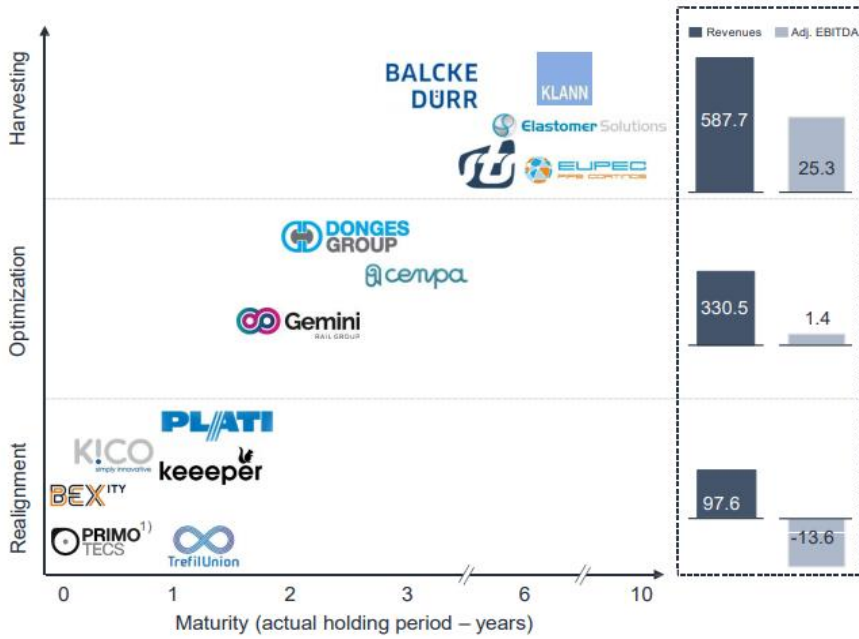 Revenues
Adj. EBITDA
Harvesting
BALCKE
DÜRR
KLANN
Elastomer Solutions
sti
EUPEC
PIPE COATINGS
587.7
25.3
Optimization
DONGES
GROUP
cenpa
Gemini
RAIL GROUP
330.5
1.4
Realignment
PLATI
K!CO
simply innovative
keeeper
BEXITY
PRIMO 1)
TECS
TrefilUnion
97.6
-13.6
0
1
2
3
6
10
Maturity (actual holding period – years)